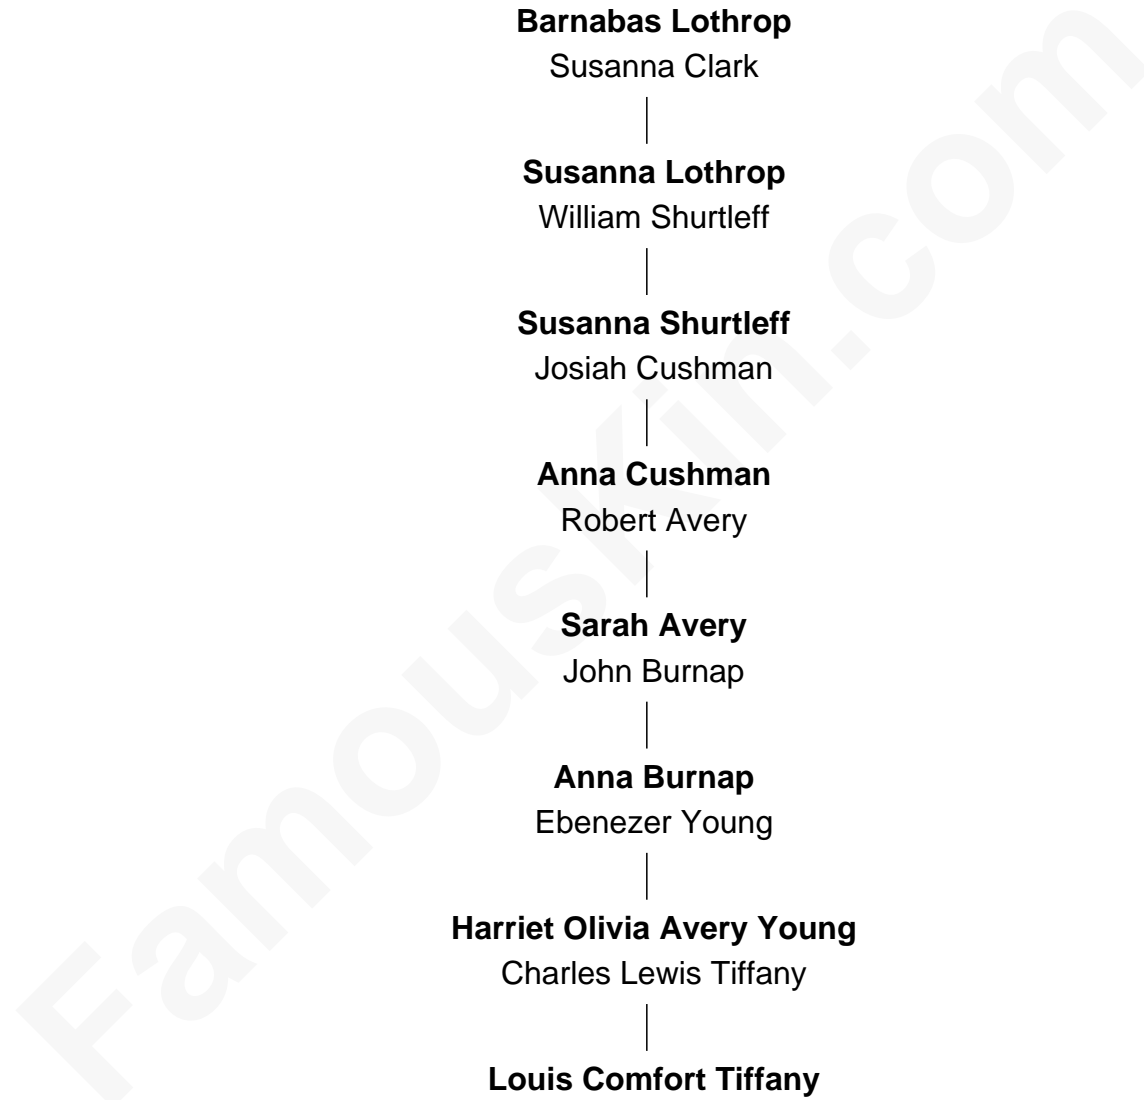 Barnabas Lothrop
Susanna Clark
Susanna Lothrop
William Shurtleff
Susanna Shurtleff
Josiah Cushman
Anna Cushman
Robert Avery
Sarah Avery
John Burnap
Anna Burnap
Ebenezer Young
Harriet Olivia Avery Young
Charles Lewis Tiffany
Louis Comfort Tiffany
FamousKin.com